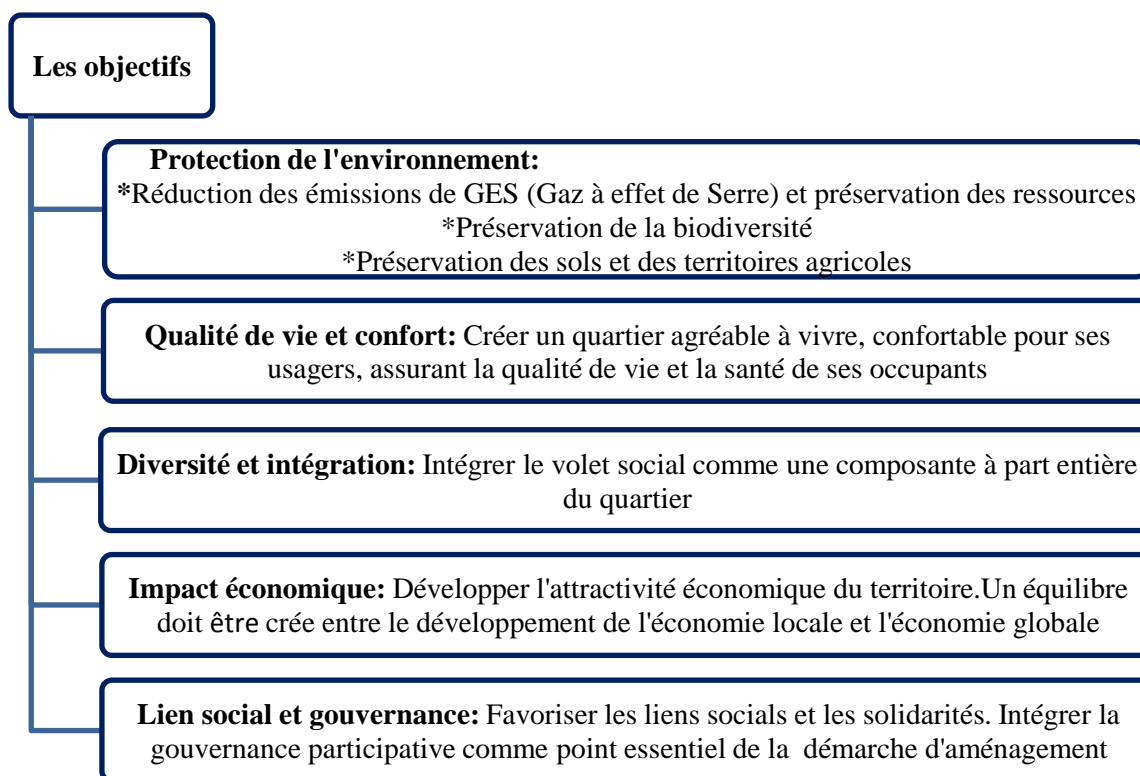 Les objectifs
Protection de l'environnement:
*Réduction des émissions de GES (Gaz à effet de Serre) et préservation des ressources
*Préservation de la biodiversité
*Préservation des sols et des territoires agricoles
Qualité de vie et confort: Créer un quartier agréable à vivre, confortable pour ses
usagers, assurant la qualité de vie et la santé de ses occupants
Diversité et intégration: Intégrer le volet social comme une composante à part entière
du quartier
Impact économique: Développer l'attractivité économique du territoire.Un équilibre
doit être crée entre le développement de l'économie locale et l'économie globale
Lien social et gouvernance: Favoriser les liens socials et les solidarités. Intégrer la
gouvernance participative comme point essentiel de la démarche d'aménagement